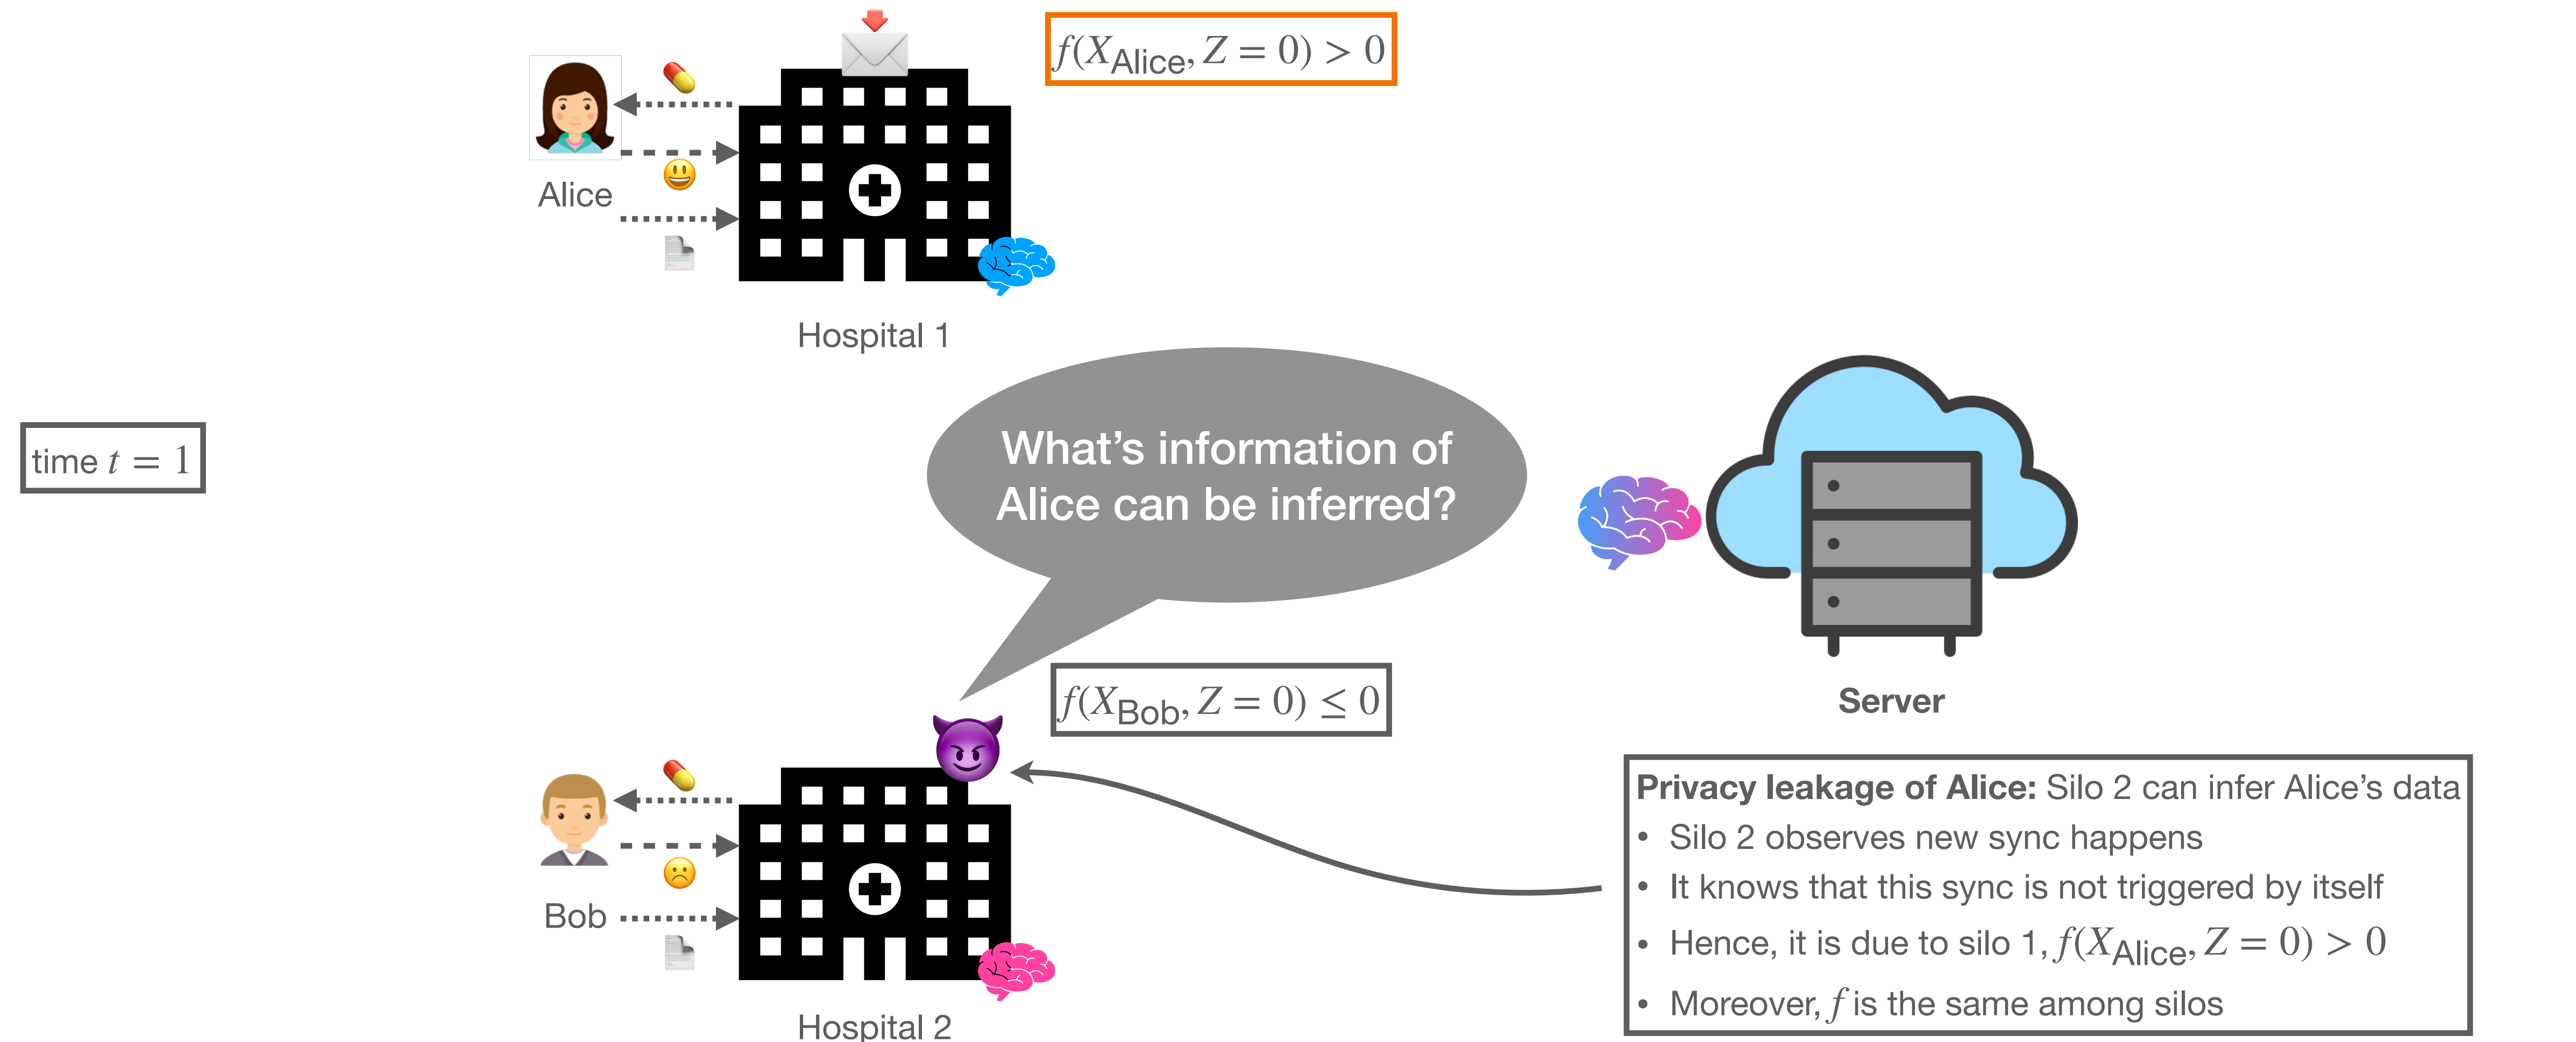 f(X_Alice, Z = 0) > 0
Alice
Hospital 1
What’s information of
Alice can be inferred?
time t = 1
f(X_Bob, Z = 0) ≤ 0
Server
Bob
Hospital 2
Privacy leakage of Alice: Silo 2 can infer Alice’s data
• Silo 2 observes new sync happens
• It knows that this sync is not triggered by itself
• Hence, it is due to silo 1, f(X_Alice, Z = 0) > 0
• Moreover, f is the same among silos